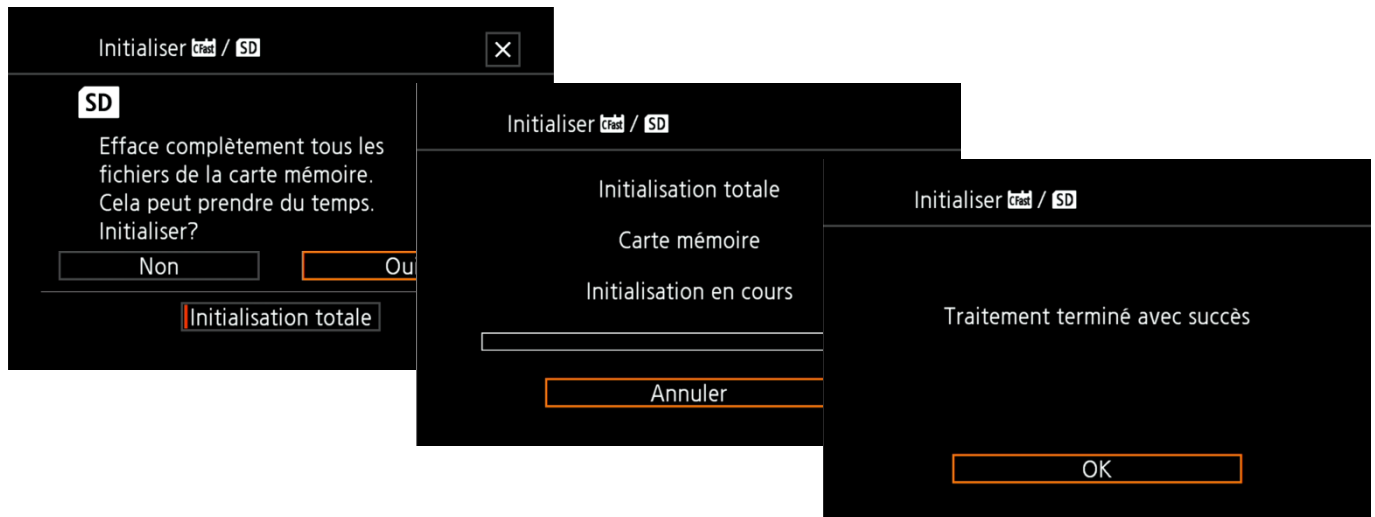 Initialiser CFast / SD
SD
Efface complètement tous les
fichiers de la carte mémoire.
Cela peut prendre du temps.
Initialiser?
Non
Oui
Initialisation totale
Initialiser CFast / SD
Initialisation totale
Carte mémoire
Initialisation en cours
Annuler
Initialiser CFast / SD
Traitement terminé avec succès
OK